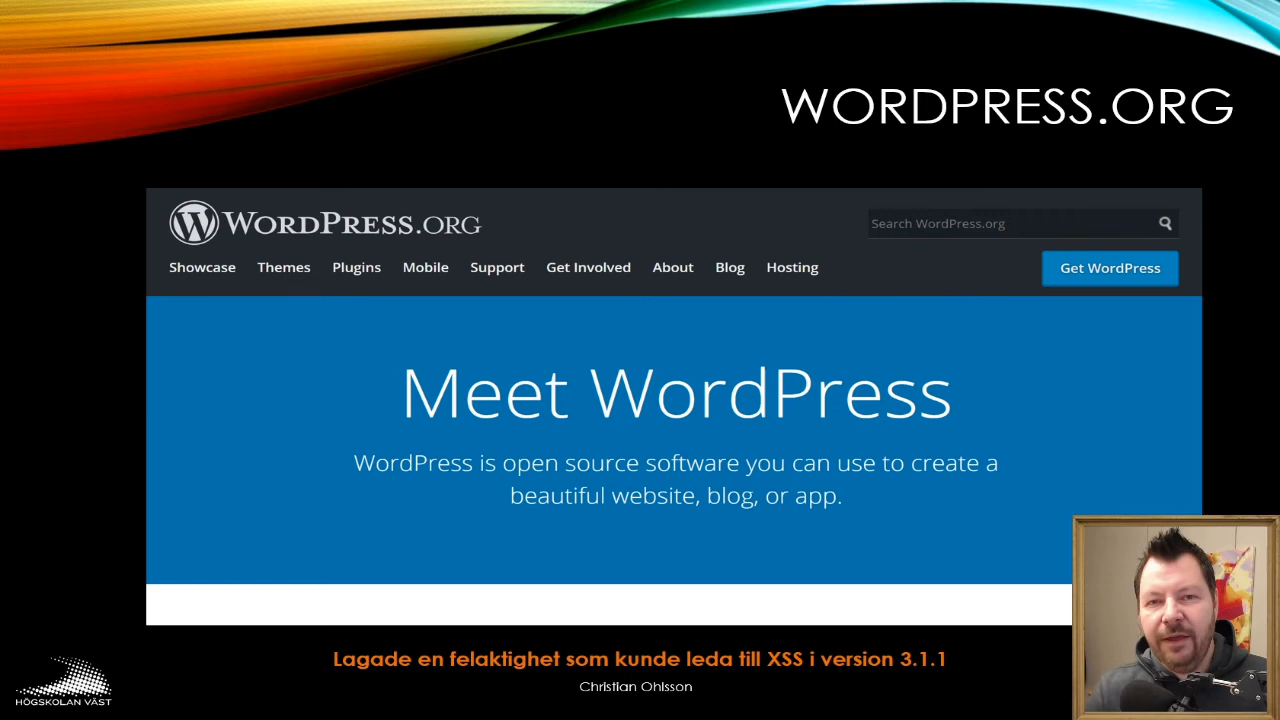 WORDPRESS.ORG
WORDPRESS.ORG
Search WordPress.org
Showcase Themes Plugins Mobile Support Get Involved About Blog Hosting
Get WordPress
Meet WordPress
WordPress is open source software you can use to create a
beautiful website, blog, or app.
Lagade en felaktighet som kunde leda till XSS i version 3.1.1
Christian Ohlsson
HÖGSKOLAN VÄST